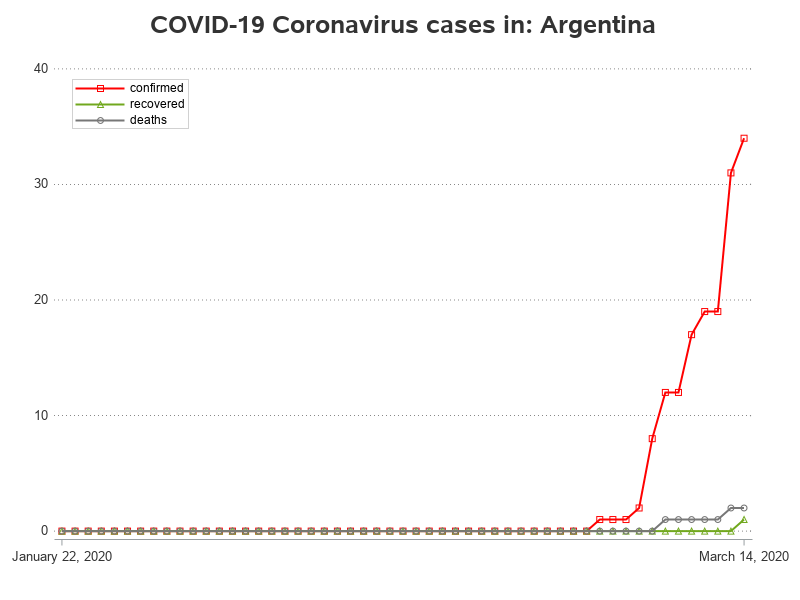 COVID-19 Coronavirus cases in: Argentina
40
confirmed
recovered
deaths
30
20
10
0
January 22, 2020
March 14, 2020